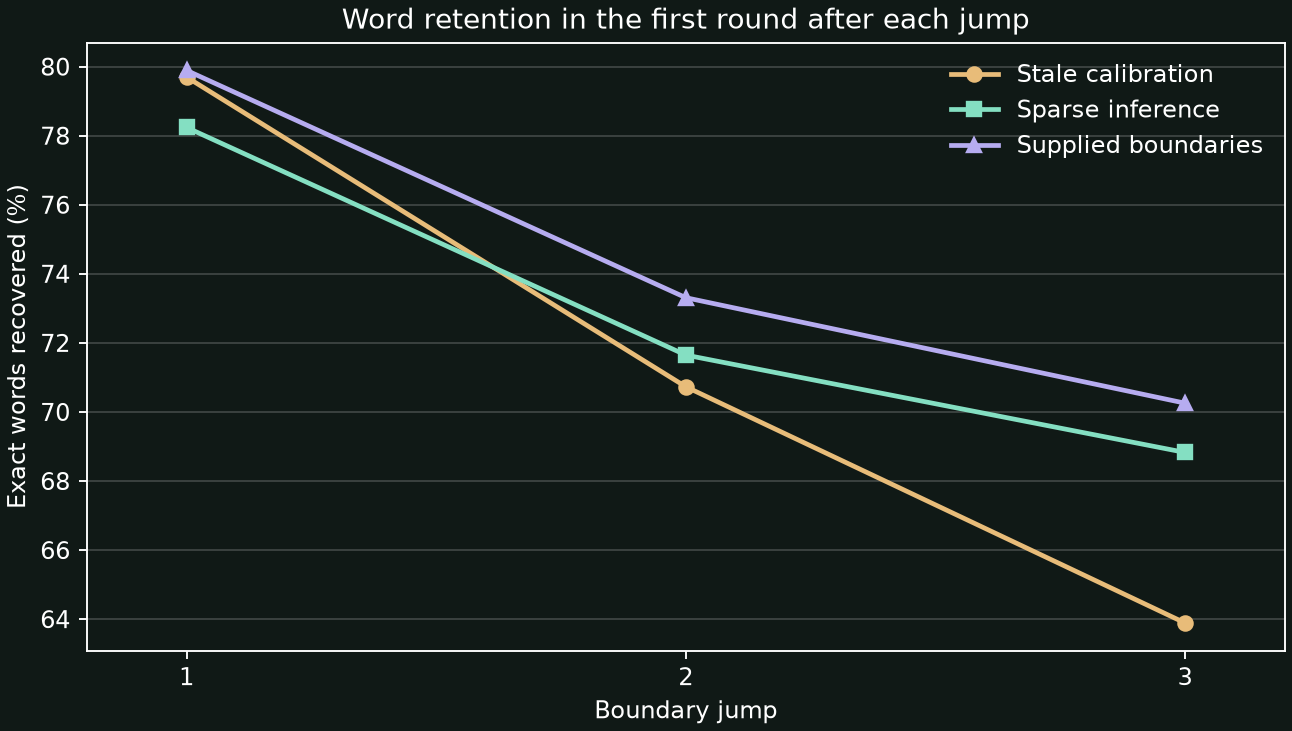 Word retention in the first round after each jump
Stale calibration
Sparse inference
Supplied boundaries
Exact words recovered (%)
80
78
76
74
72
70
68
66
64
1 2 3
Boundary jump